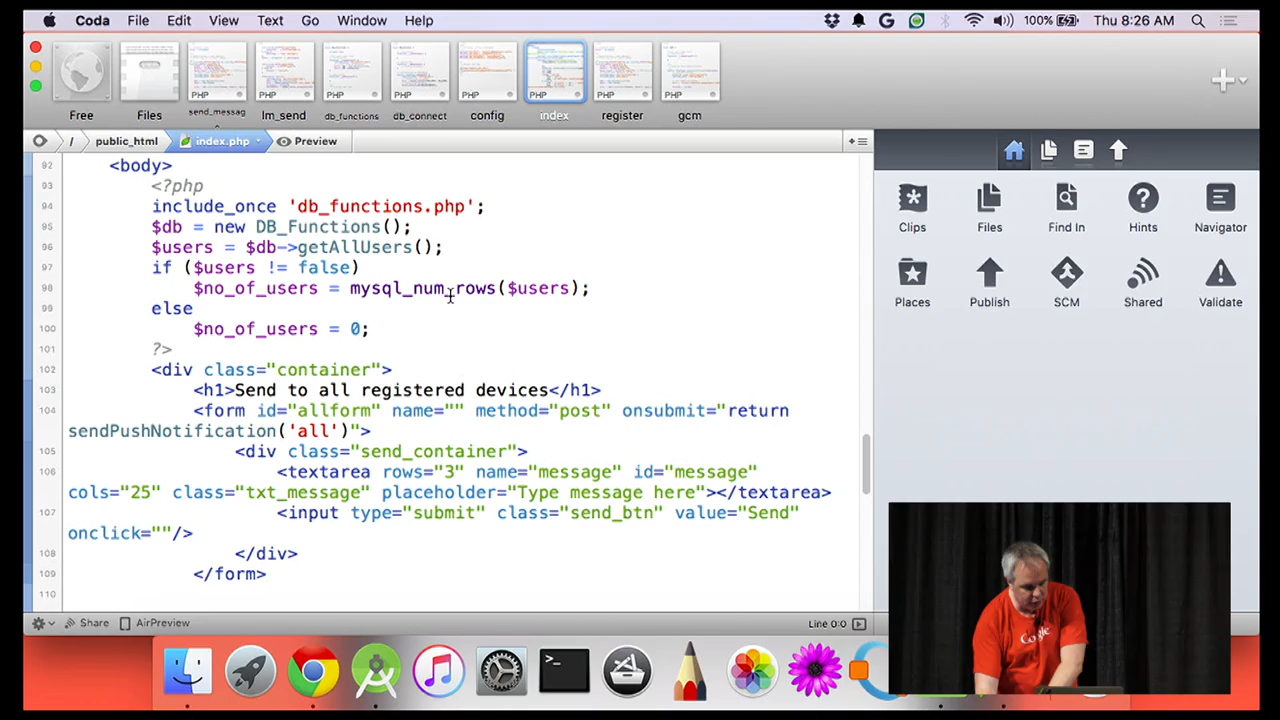 Coda File Edit View Text Go Window Help 100% Thu 8:26 AM
PHP PHP PHP PHP PHP PHP PHP PHP
Free Files send_messag lm_send db_functions db_connect config index register gcm
/ public_html index.php Preview
92 <body>
93 <?php
94 include_once 'db_functions.php';
95 $db = new DB_Functions();
96 $users = $db->getAllUsers();
97 if ($users != false)
98 $no_of_users = mysql_num_rows($users);
99 else
100 $no_of_users = 0;
101 ?>
102 <div class="container">
103 <h1>Send to all registered devices</h1>
104 <form id="allform" name="" method="post" onsubmit="return
sendPushNotification('all')">
105 <div class="send_container">
106 <textarea rows="3" name="message" id="message"
cols="25" class="txt_message" placeholder="Type message here"></textarea>
107 <input type="submit" class="send_btn" value="Send"
onclick=""/>
108 </div>
109 </form>
110
Clips Files Find In Hints Navigator
Places Publish SCM Shared Validate
Share AirPreview Line 0:0
Google